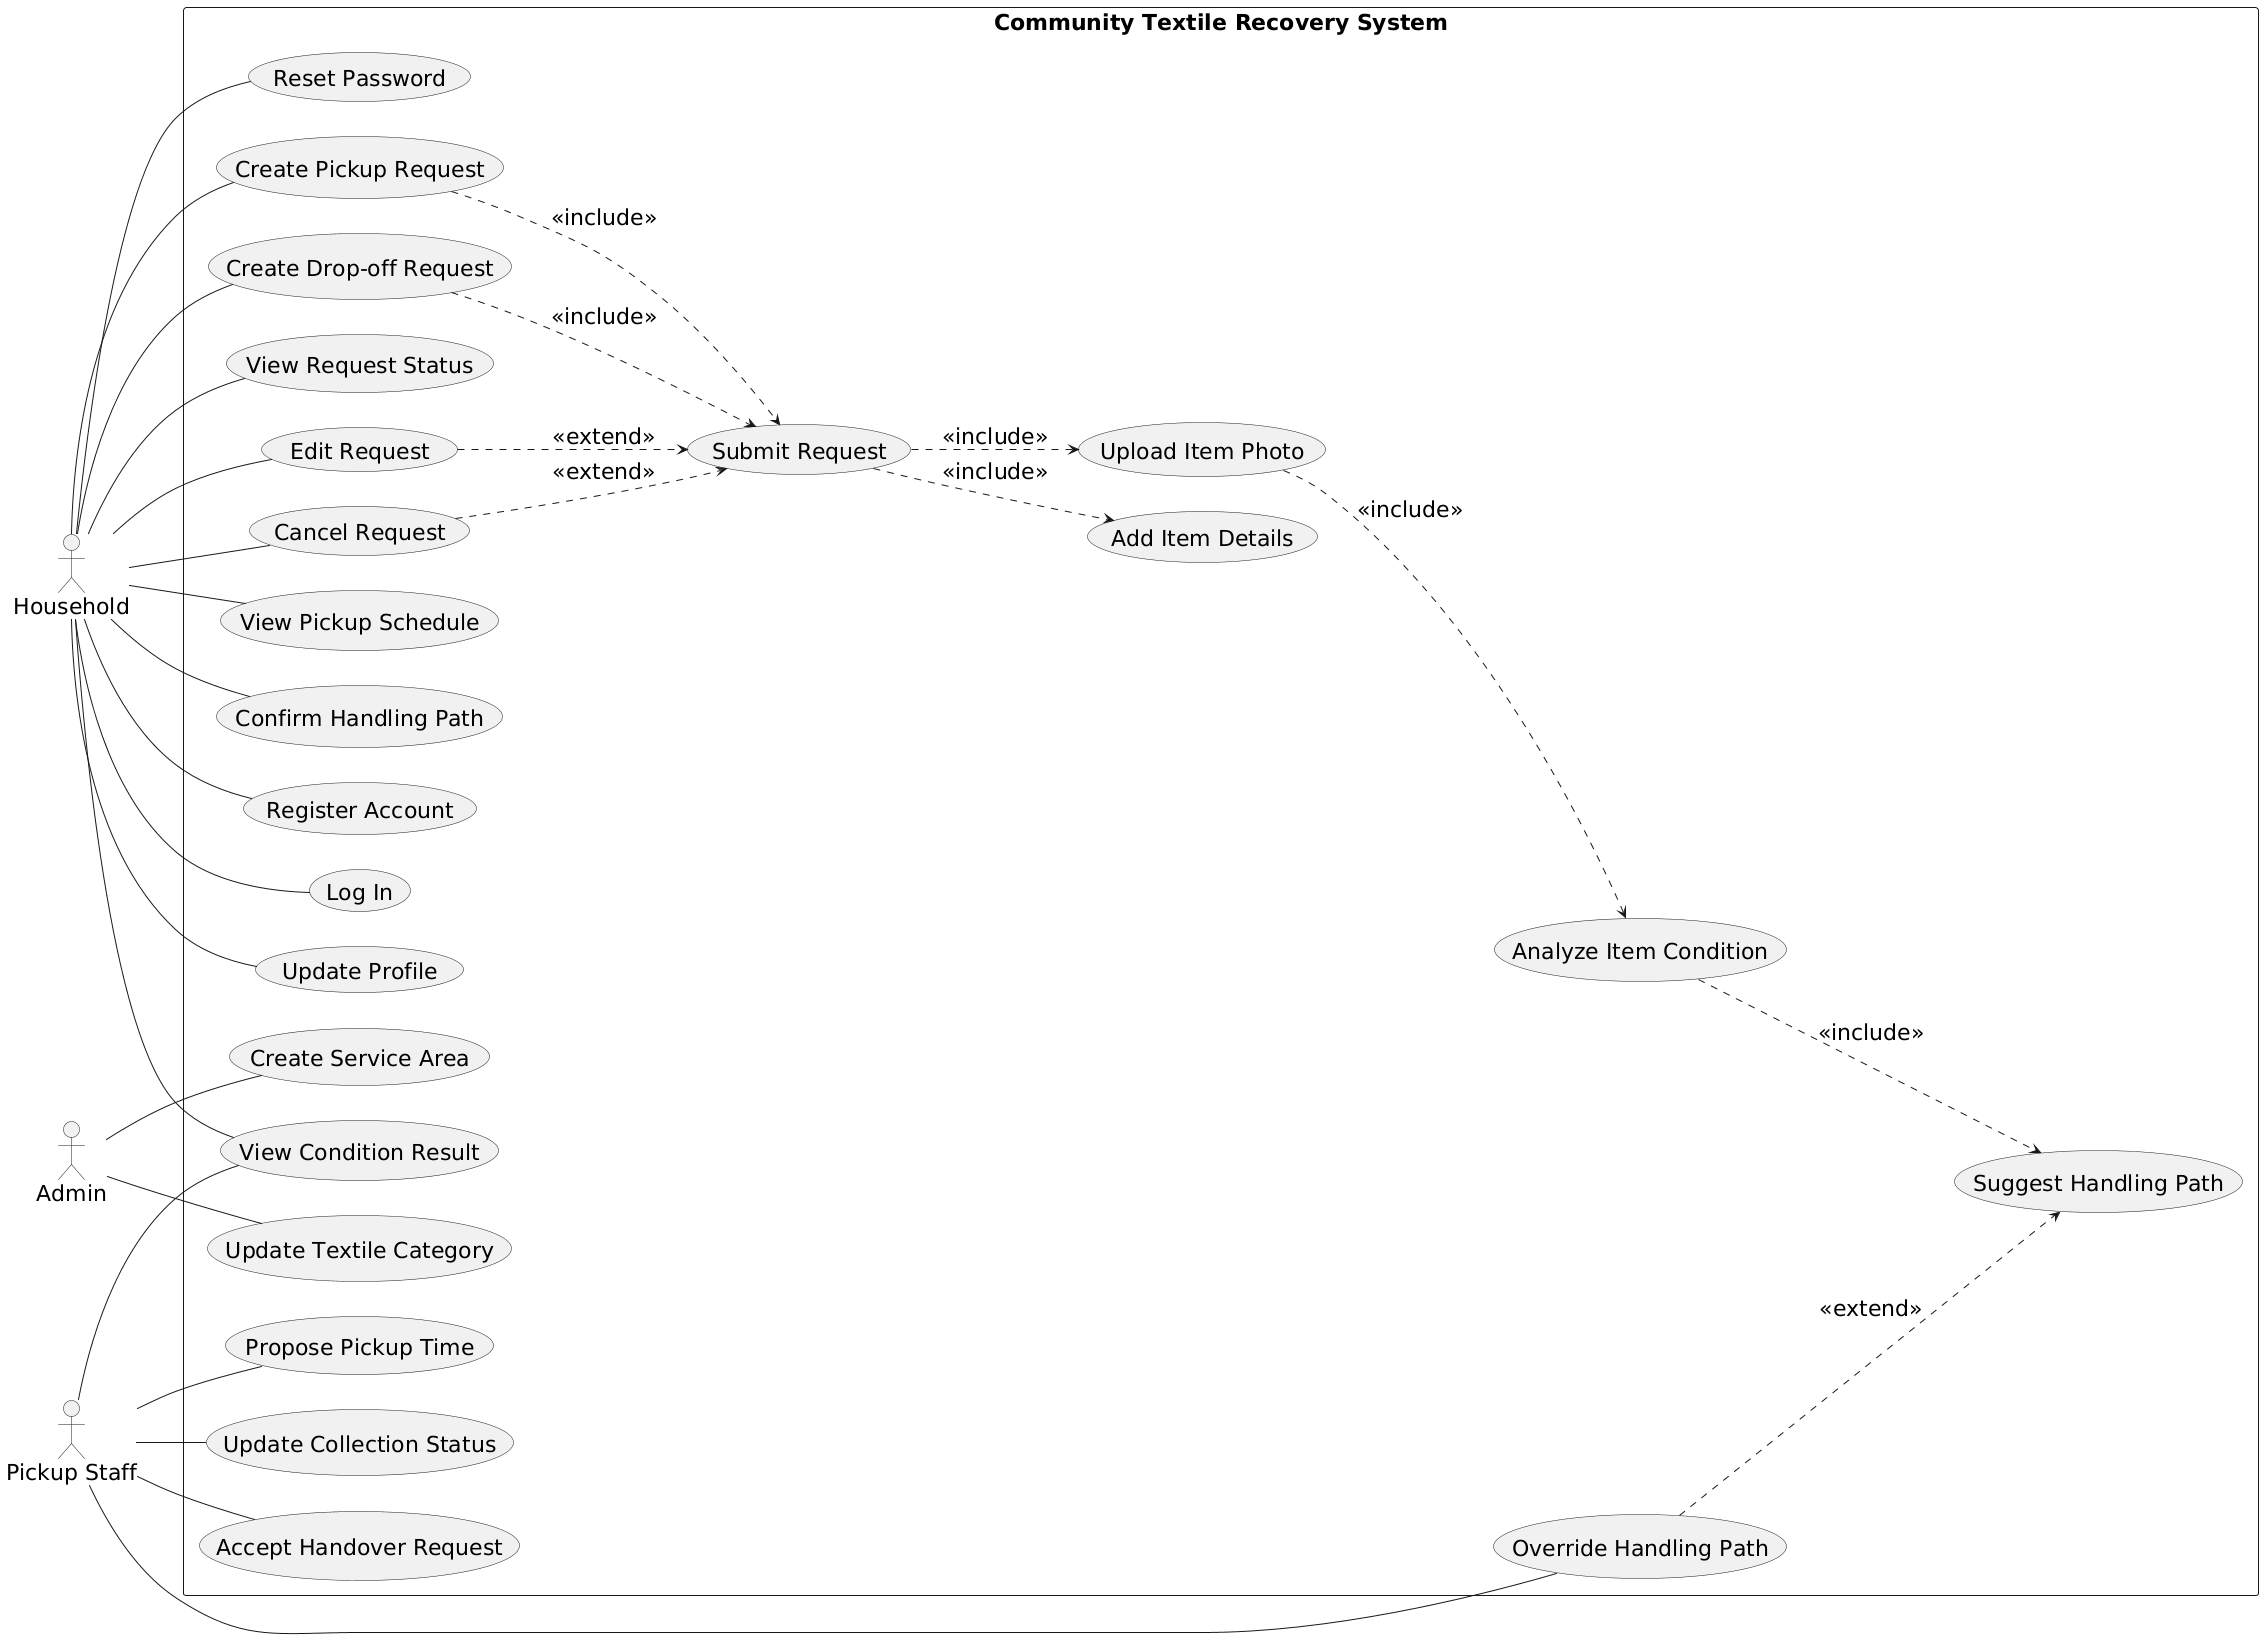 Community Textile Recovery System
Reset Password
Create Pickup Request
«include»
Create Drop-off Request
«include»
View Request Status
Edit Request
«extend»
Submit Request
«include»
Upload Item Photo
«extend»
«include»
«include»
Cancel Request
Add Item Details
Household
View Pickup Schedule
Confirm Handling Path
Register Account
Log In
Analyze Item Condition
Update Profile
«include»
Create Service Area
View Condition Result
Admin
Suggest Handling Path
Update Textile Category
«extend»
Propose Pickup Time
Update Collection Status
Pickup Staff
Accept Handover Request
Override Handling Path